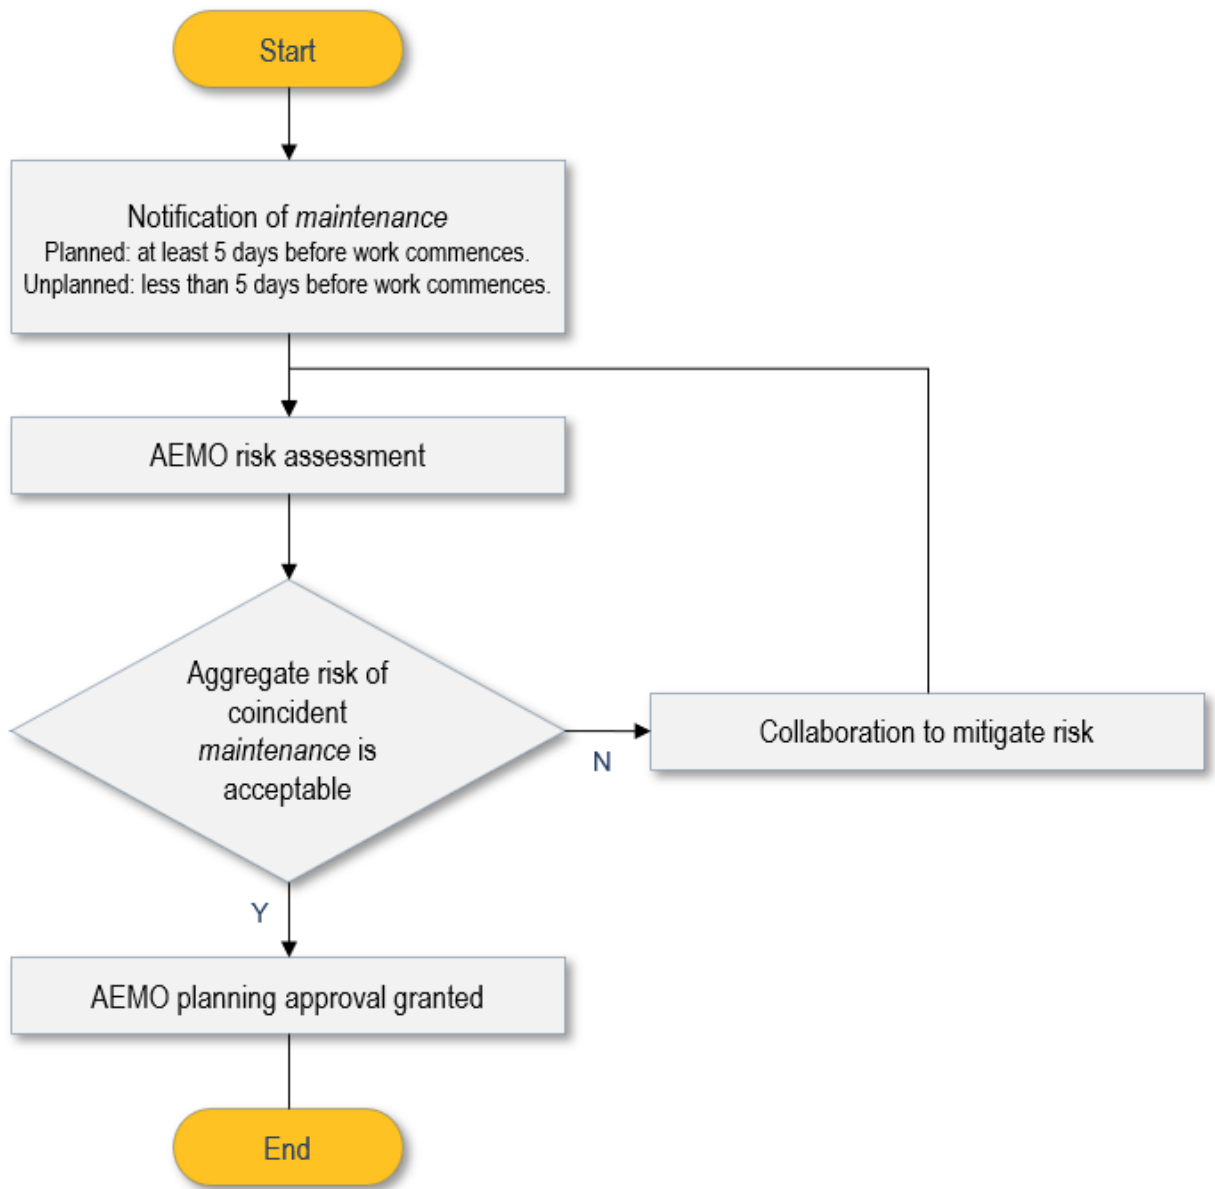 Start
Notification of maintenance
Planned: at least 5 days before work commences.
Unplanned: less than 5 days before work commences.
AEMO risk assessment
Aggregate risk of
coincident
maintenance is
acceptable
N
Collaboration to mitigate risk
Y
AEMO planning approval granted
End